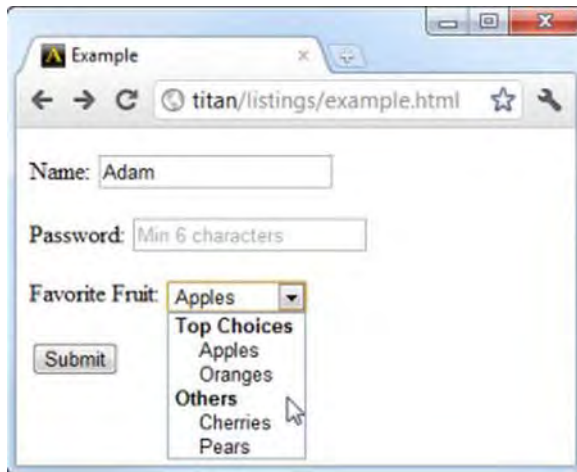 Example
titan/listings/example.html
Name: Adam
Password: Min 6 characters
Favorite Fruit: Apples
Top Choices
Apples
Submit
Oranges
Others
Cherries
Pears